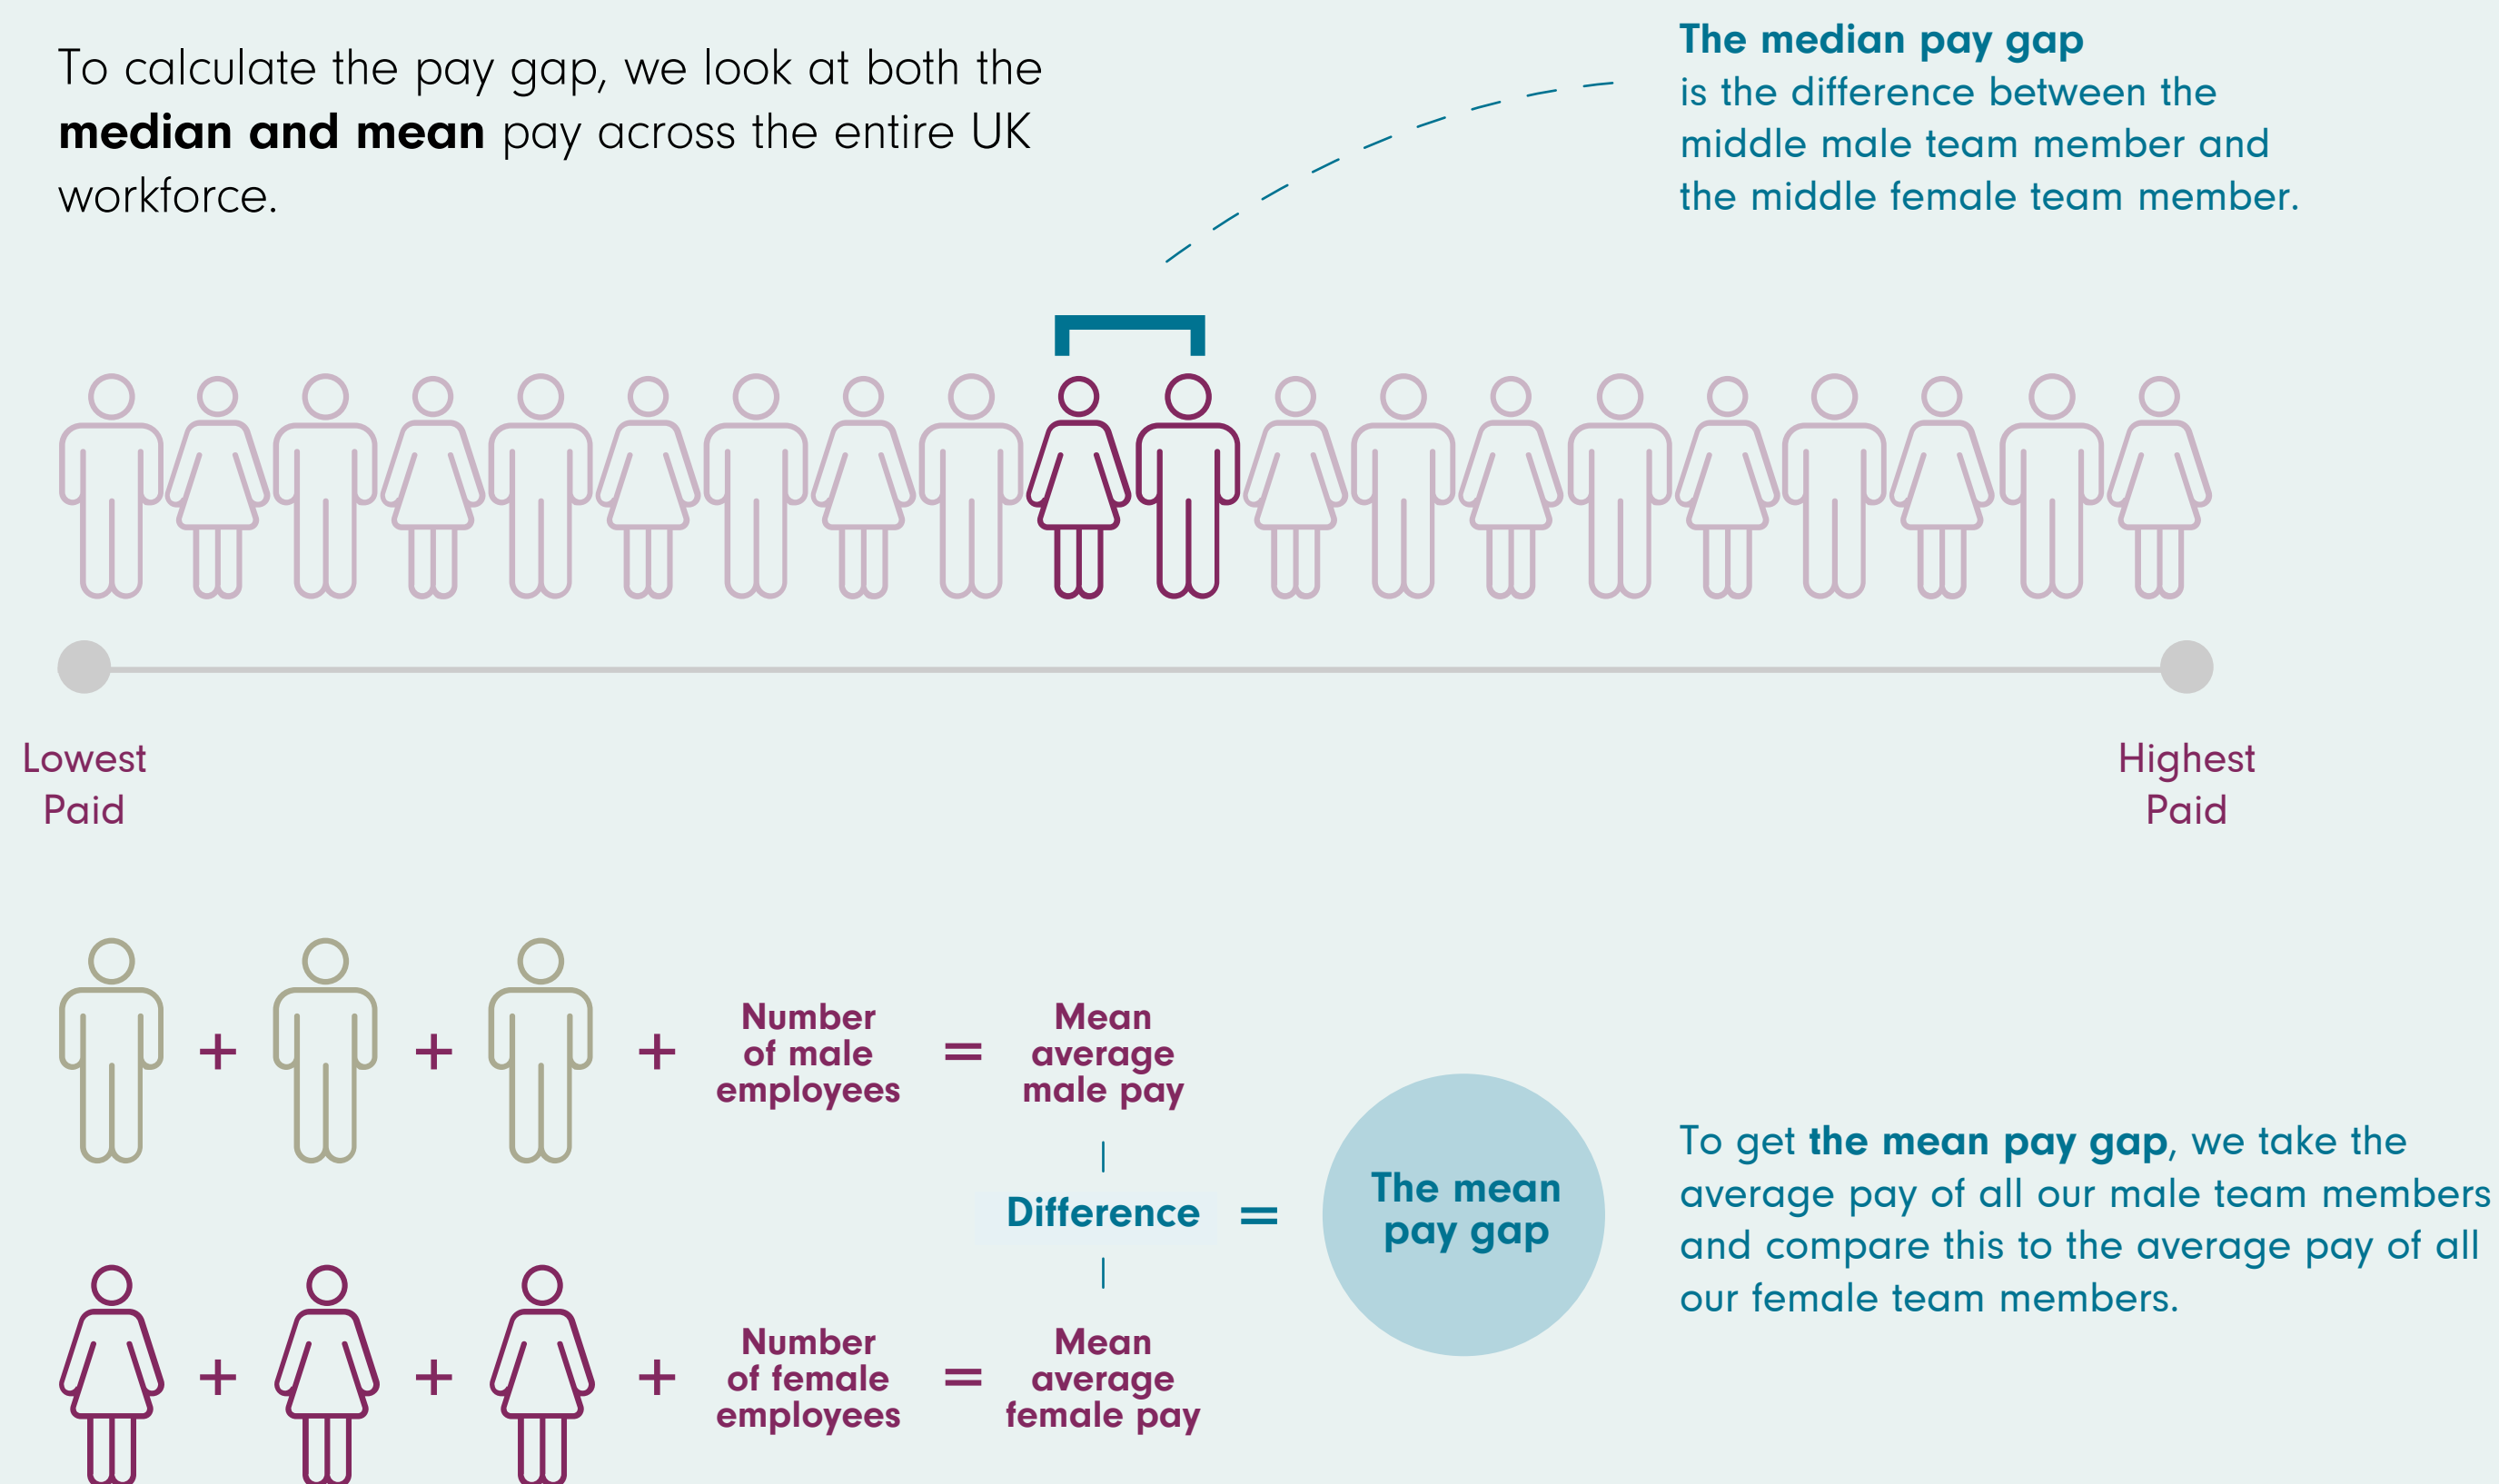 To calculate the pay gap, we look at both the
median and mean pay across the entire UK
workforce.
The median pay gap
is the difference between the
middle male team member and
the middle female team member.
Lowest
Paid
Highest
Paid
+ + + Number
of male
employees
= Mean
average
male pay
Difference =
The mean
pay gap
+ + + Number
of female
employees
= Mean
average
female pay
To get the mean pay gap, we take the
average pay of all our male team members
and compare this to the average pay of all
our female team members.